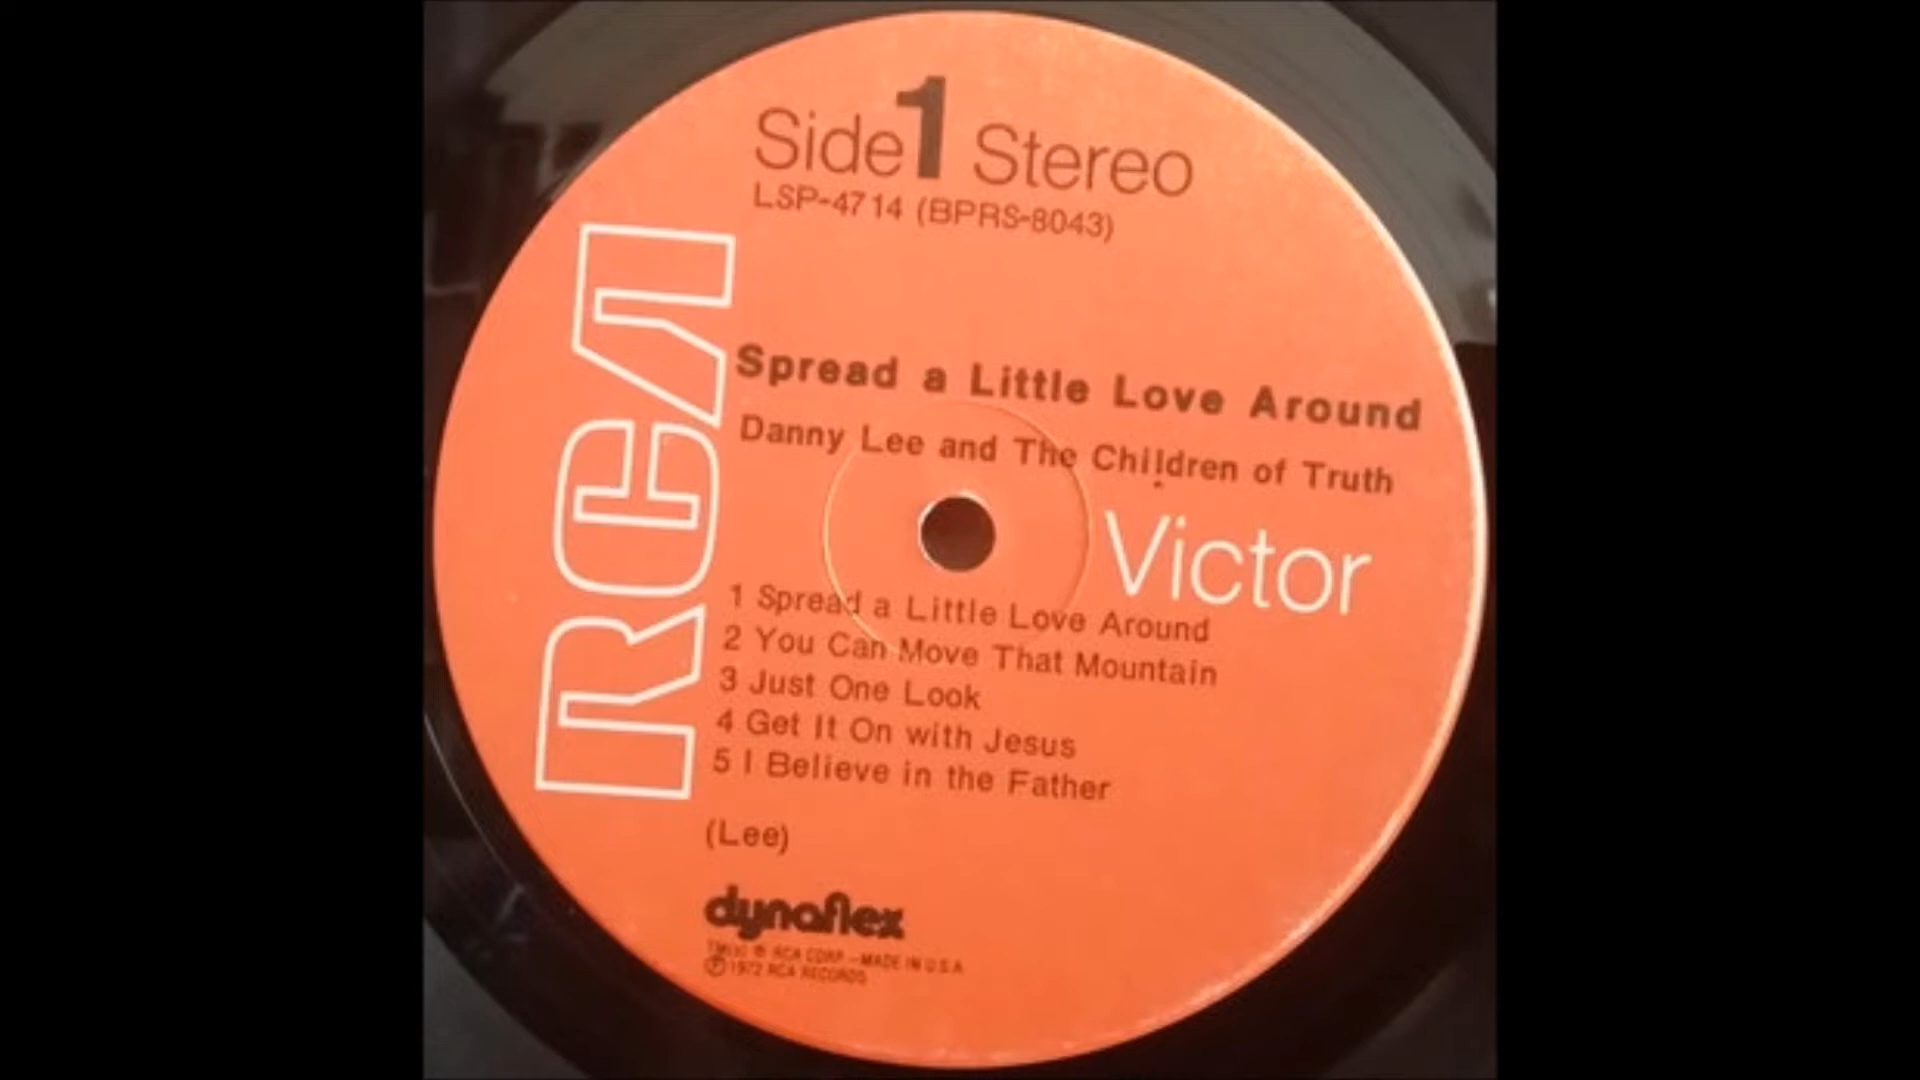 Side 1 Stereo
LSP-4714 (BPRS-8043)
RCA
Spread a Little Love Around
Danny Lee and The Children of Truth
Victor
1 Spread a Little Love Around
2 You Can Move That Mountain
3 Just One Look
4 Get It On with Jesus
5 I Believe in the Father
(Lee)
dynaflex
® RCA CORP.-MADE IN U.S.A.
℗ 1972 RCA RECORDS